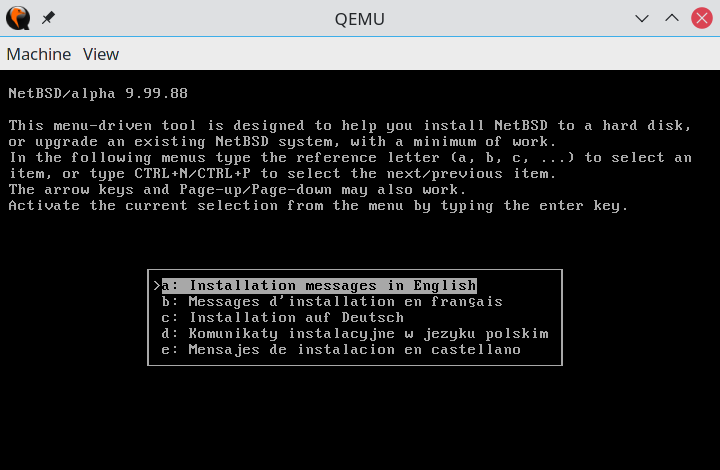 QEMU
Machine View
NetBSD/alpha 9.99.88
This menu-driven tool is designed to help you install NetBSD to a hard disk,
or upgrade an existing NetBSD system, with a minimum of work.
In the following menus type the reference letter (a, b, c, ...) to select an
item, or type CTRL+N/CTRL+P to select the next/previous item.
The arrow keys and Page-up/Page-down may also work.
Activate the current selection from the menu by typing the enter key.
>a: Installation messages in English
b: Messages d'installation en français
c: Installation auf Deutsch
d: Komunikaty instalacyjne w jezyku polskim
e: Mensajes de instalacion en castellano